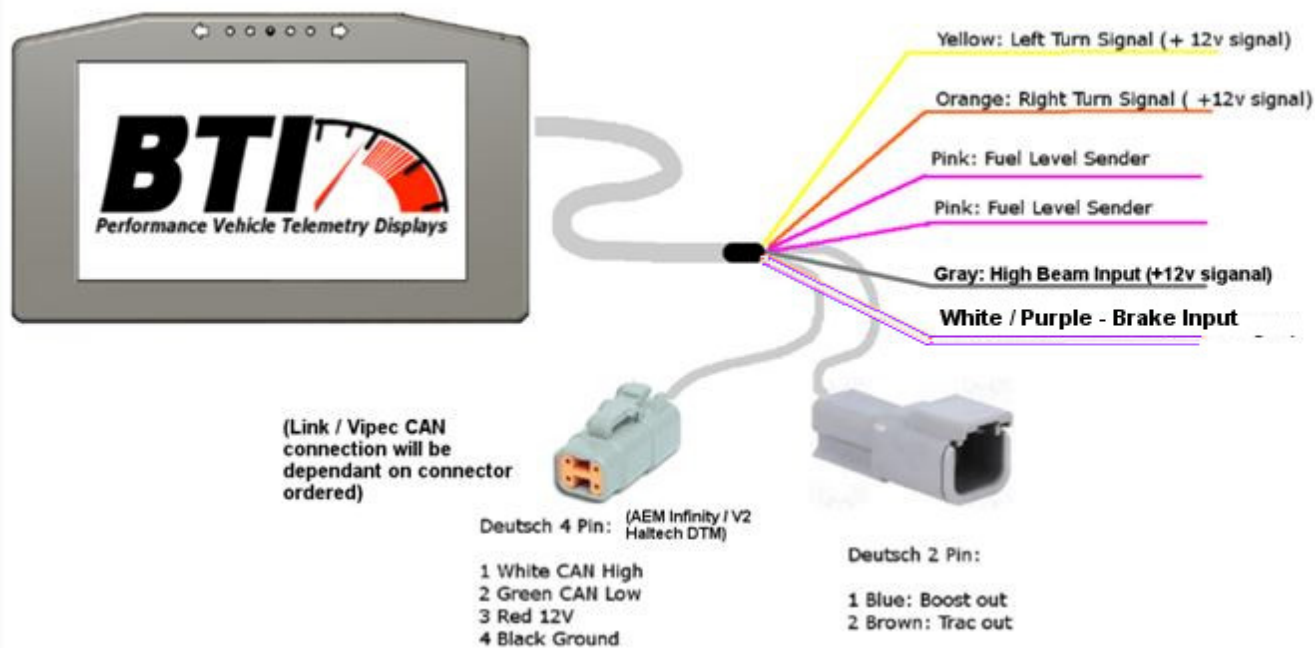 BTI
Performance Vehicle Telemetry Displays
Yellow: Left Turn Signal (+ 12v signal)
Orange: Right Turn Signal ( +12v signal)
Pink: Fuel Level Sender
Pink: Fuel Level Sender
Gray: High Beam Input (+12v siganal)
White / Purple - Brake Input
(Link / Vipec CAN
connection will be
dependant on connector
ordered)
Deutsch 4 Pin: (AEM Infinity / V2
Haltech DTM)
1 White CAN High
2 Green CAN Low
3 Red 12V
4 Black Ground
Deutsch 2 Pin:
1 Blue: Boost out
2 Brown: Trac out